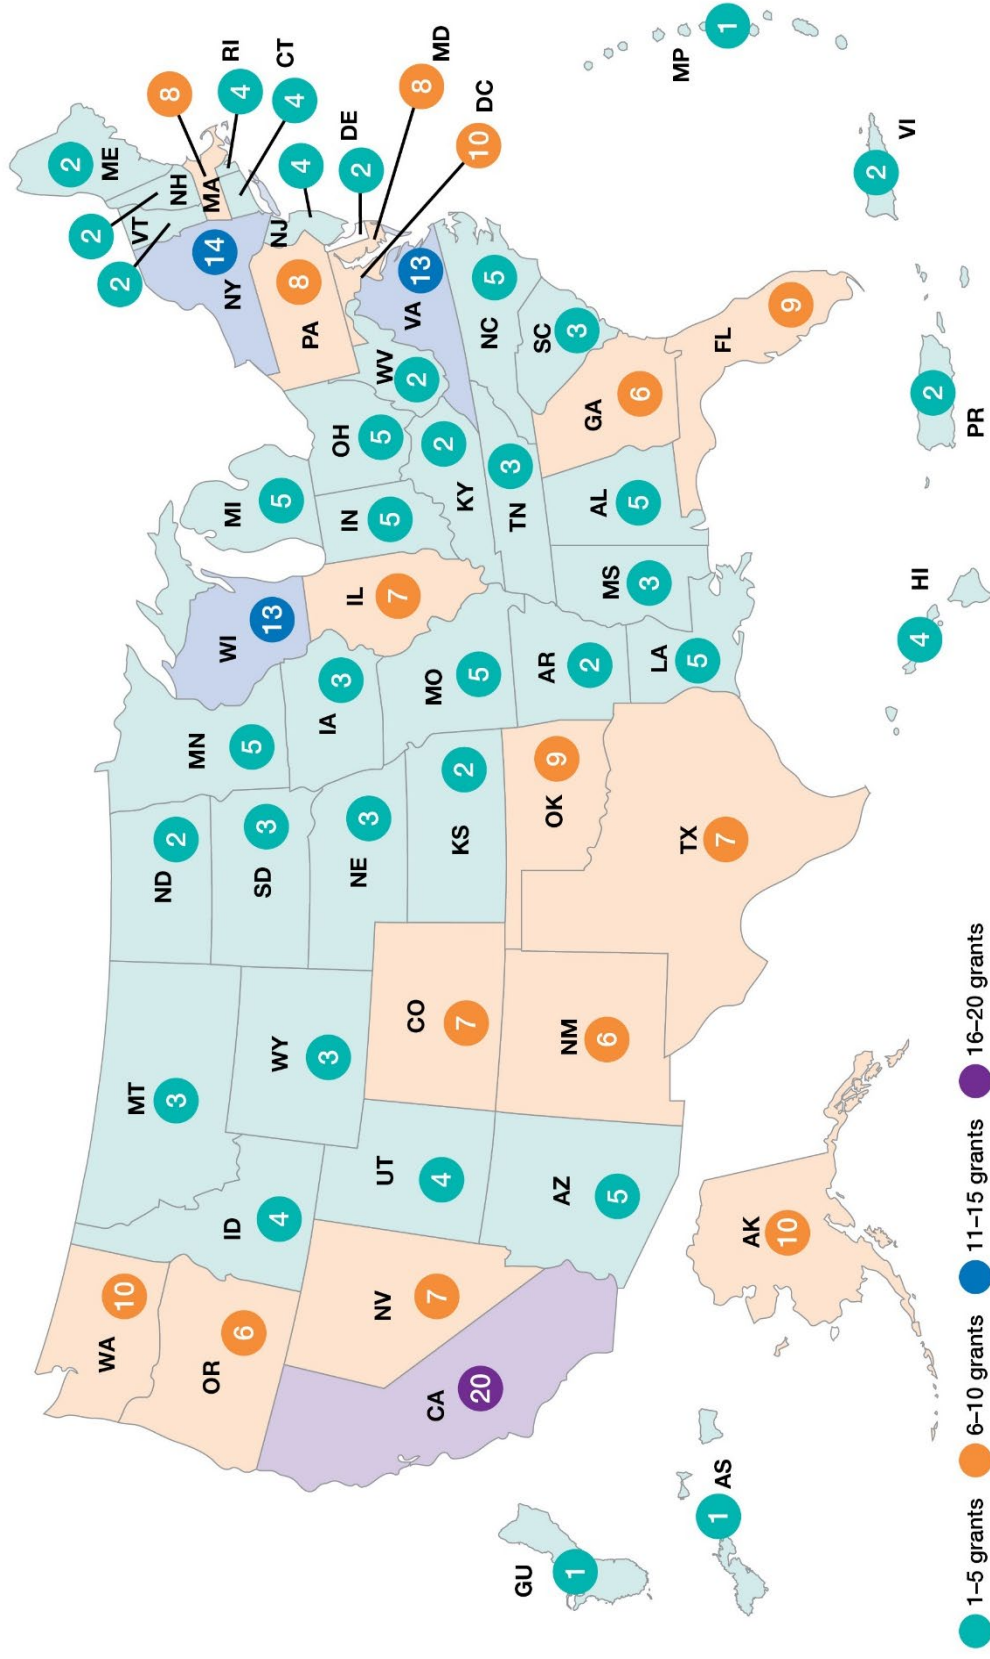 WA
10
OR
6
CA
20
NV
7
ID
4
MT
3
WY
3
UT
4
AZ
5
CO
7
NM
6
ND
2
SD
3
NE
3
KS
2
OK
9
TX
7
MN
5
IA
3
MO
5
AR
2
LA
5
WI
13
IL
7
MI
5
IN
5
OH
5
KY
2
TN
3
MS
3
AL
5
GA
6
FL
9
SC
3
NC
5
VA
13
WV
2
PA
8
NY
14
VT
2
NH
2
ME
2
MA
8
RI
4
CT
4
NJ
4
DE
2
MD
8
DC
10
GU
1
AS
1
AK
10
HI
4
PR
2
VI
2
MP
1
1–5 grants
6–10 grants
11–15 grants
16–20 grants